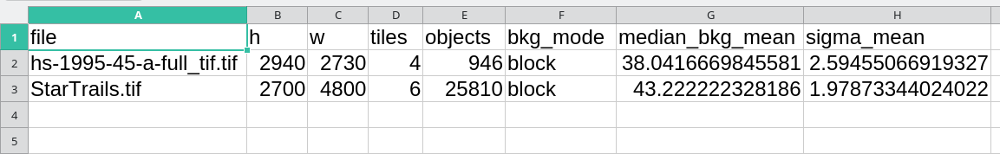 A B C D E F G H
1 file h w tiles objects bkg_mode median_bkg_mean sigma_mean
2 hs-1995-45-a-full_tif.tif 2940 2730 4 946 block 38.0416669845581 2.59455066919327
3 StarTrails.tif 2700 4800 6 25810 block 43.222222328186 1.97873344024022
4
5